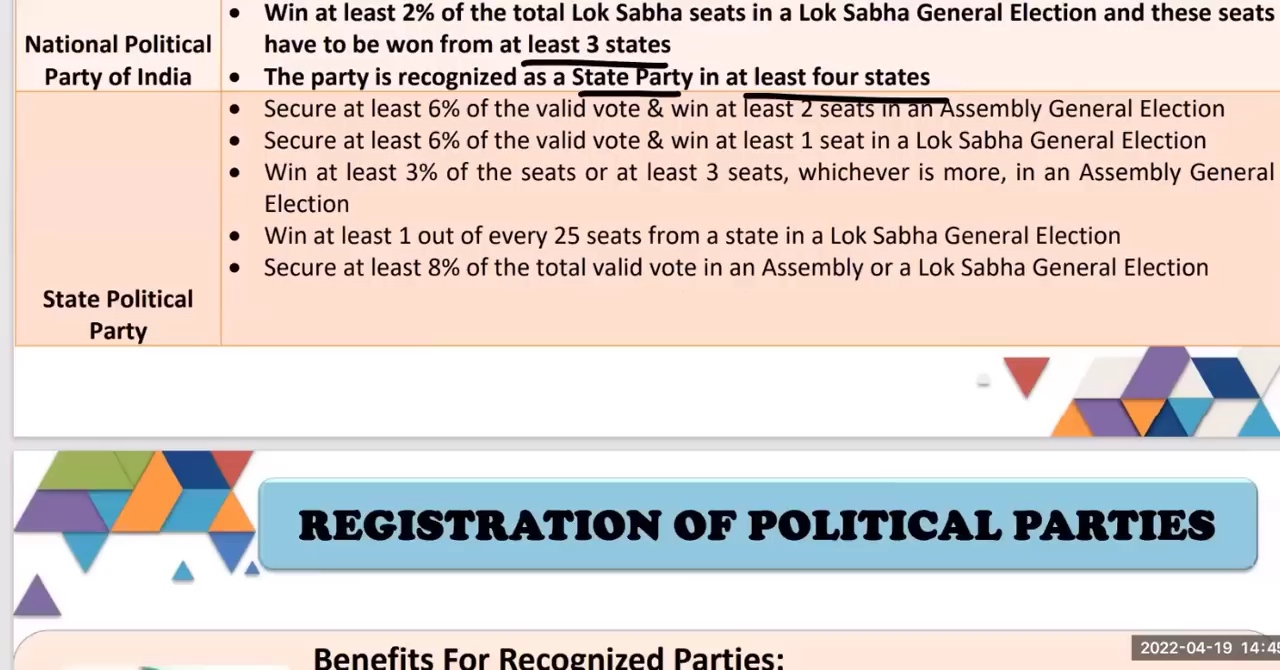 Win at least 2% of the total Lok Sabha seats in a Lok Sabha General Election and these seats
National Political
Party of India
have to be won from at least 3 states
The party is recognized as a State Party in at least four states
Secure at least 6% of the valid vote & win at least 2 seats in an Assembly General Election
Secure at least 6% of the valid vote & win at least 1 seat in a Lok Sabha General Election
Win at least 3% of the seats or at least 3 seats, whichever is more, in an Assembly General
Election
Win at least 1 out of every 25 seats from a state in a Lok Sabha General Election
Secure at least 8% of the total valid vote in an Assembly or a Lok Sabha General Election
State Political
Party
REGISTRATION OF POLITICAL PARTIES
Benefits For Recognized Parties:
2022-04-19 14:45